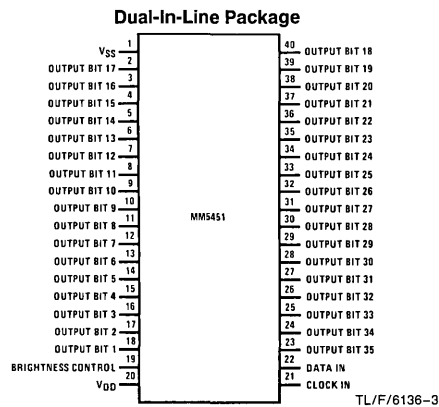 Dual-In-Line Package
VSS 1 40 OUTPUT BIT 18
OUTPUT BIT 17 2 39 OUTPUT BIT 19
OUTPUT BIT 16 3 38 OUTPUT BIT 20
OUTPUT BIT 15 4 37 OUTPUT BIT 21
OUTPUT BIT 14 5 36 OUTPUT BIT 22
OUTPUT BIT 13 6 35 OUTPUT BIT 23
OUTPUT BIT 12 7 34 OUTPUT BIT 24
OUTPUT BIT 11 8 33 OUTPUT BIT 25
OUTPUT BIT 10 9 32 OUTPUT BIT 26
OUTPUT BIT 9 10 31 OUTPUT BIT 27
MM5451
OUTPUT BIT 8 11 30 OUTPUT BIT 28
OUTPUT BIT 7 12 29 OUTPUT BIT 29
OUTPUT BIT 6 13 28 OUTPUT BIT 30
OUTPUT BIT 5 14 27 OUTPUT BIT 31
OUTPUT BIT 4 15 26 OUTPUT BIT 32
OUTPUT BIT 3 16 25 OUTPUT BIT 33
OUTPUT BIT 2 17 24 OUTPUT BIT 34
OUTPUT BIT 1 18 23 OUTPUT BIT 35
BRIGHTNESS CONTROL 19 22 DATA IN
VDD 20 21 CLOCK IN
TL/F/6136-3